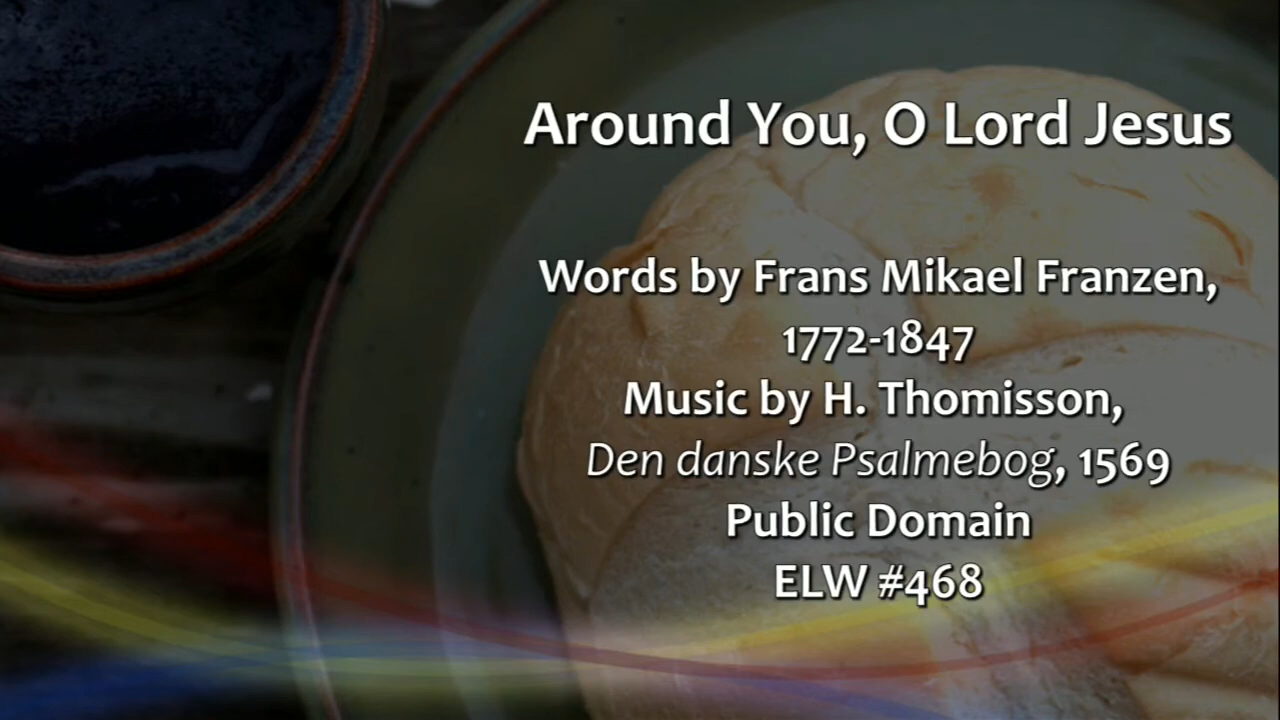 Around You, O Lord Jesus
Words by Frans Mikael Franzen,
1772-1847
Music by H. Thomisson,
Den danske Psalmebog, 1569
Public Domain
ELW #468